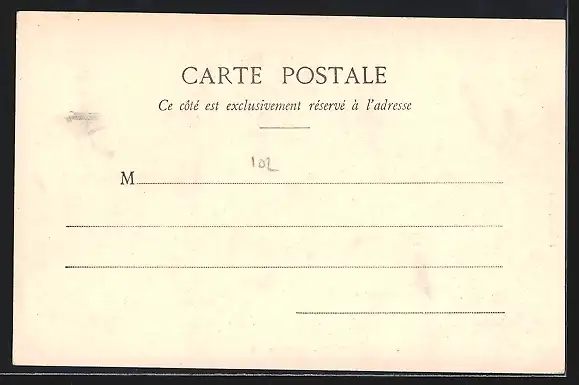 CARTE POSTALE
Ce côté est exclusivement réservé à l'adresse
102
M